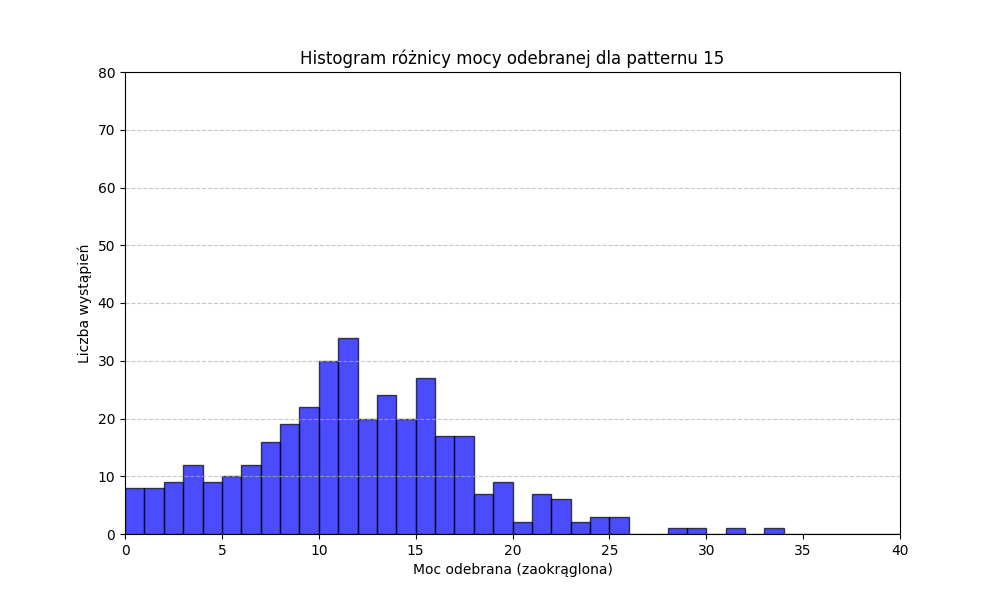 Histogram różnicy mocy odebranej dla patternu 15
80
70
60
50
40
30
20
10
0
Liczba wystąpień
0 5 10 15 20 25 30 35 40
Moc odebrana (zaokrąglona)